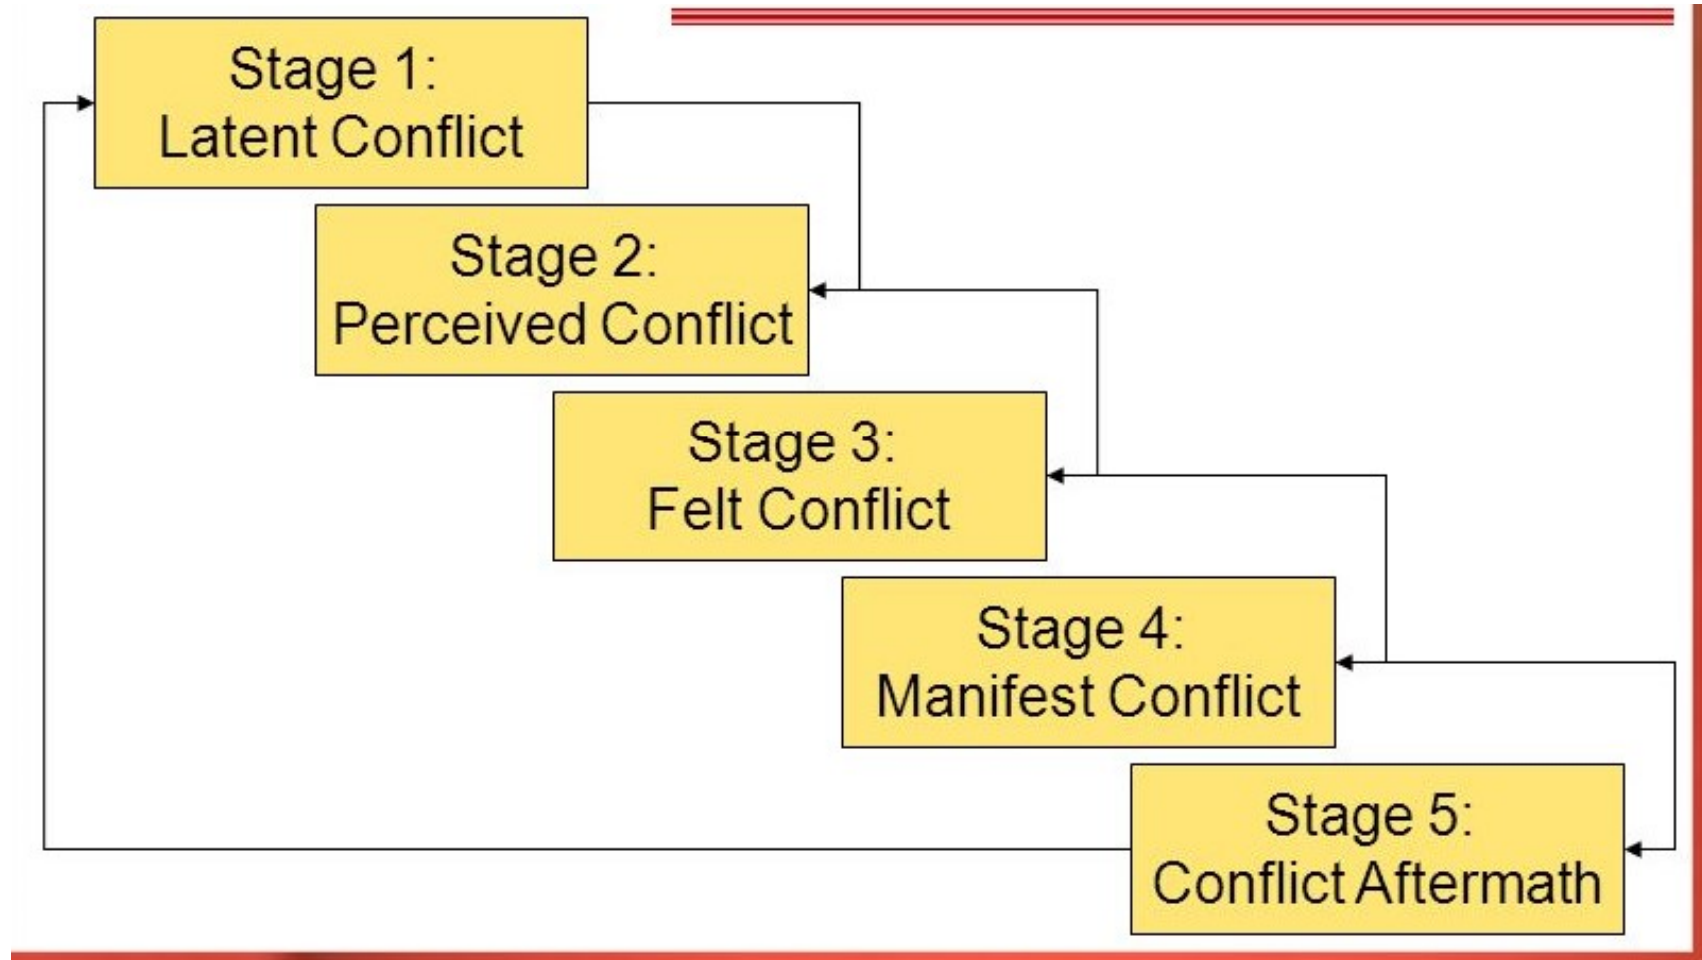 Stage 1:
Latent Conflict
Stage 2:
Perceived Conflict
Stage 3:
Felt Conflict
Stage 4:
Manifest Conflict
Stage 5:
Conflict Aftermath